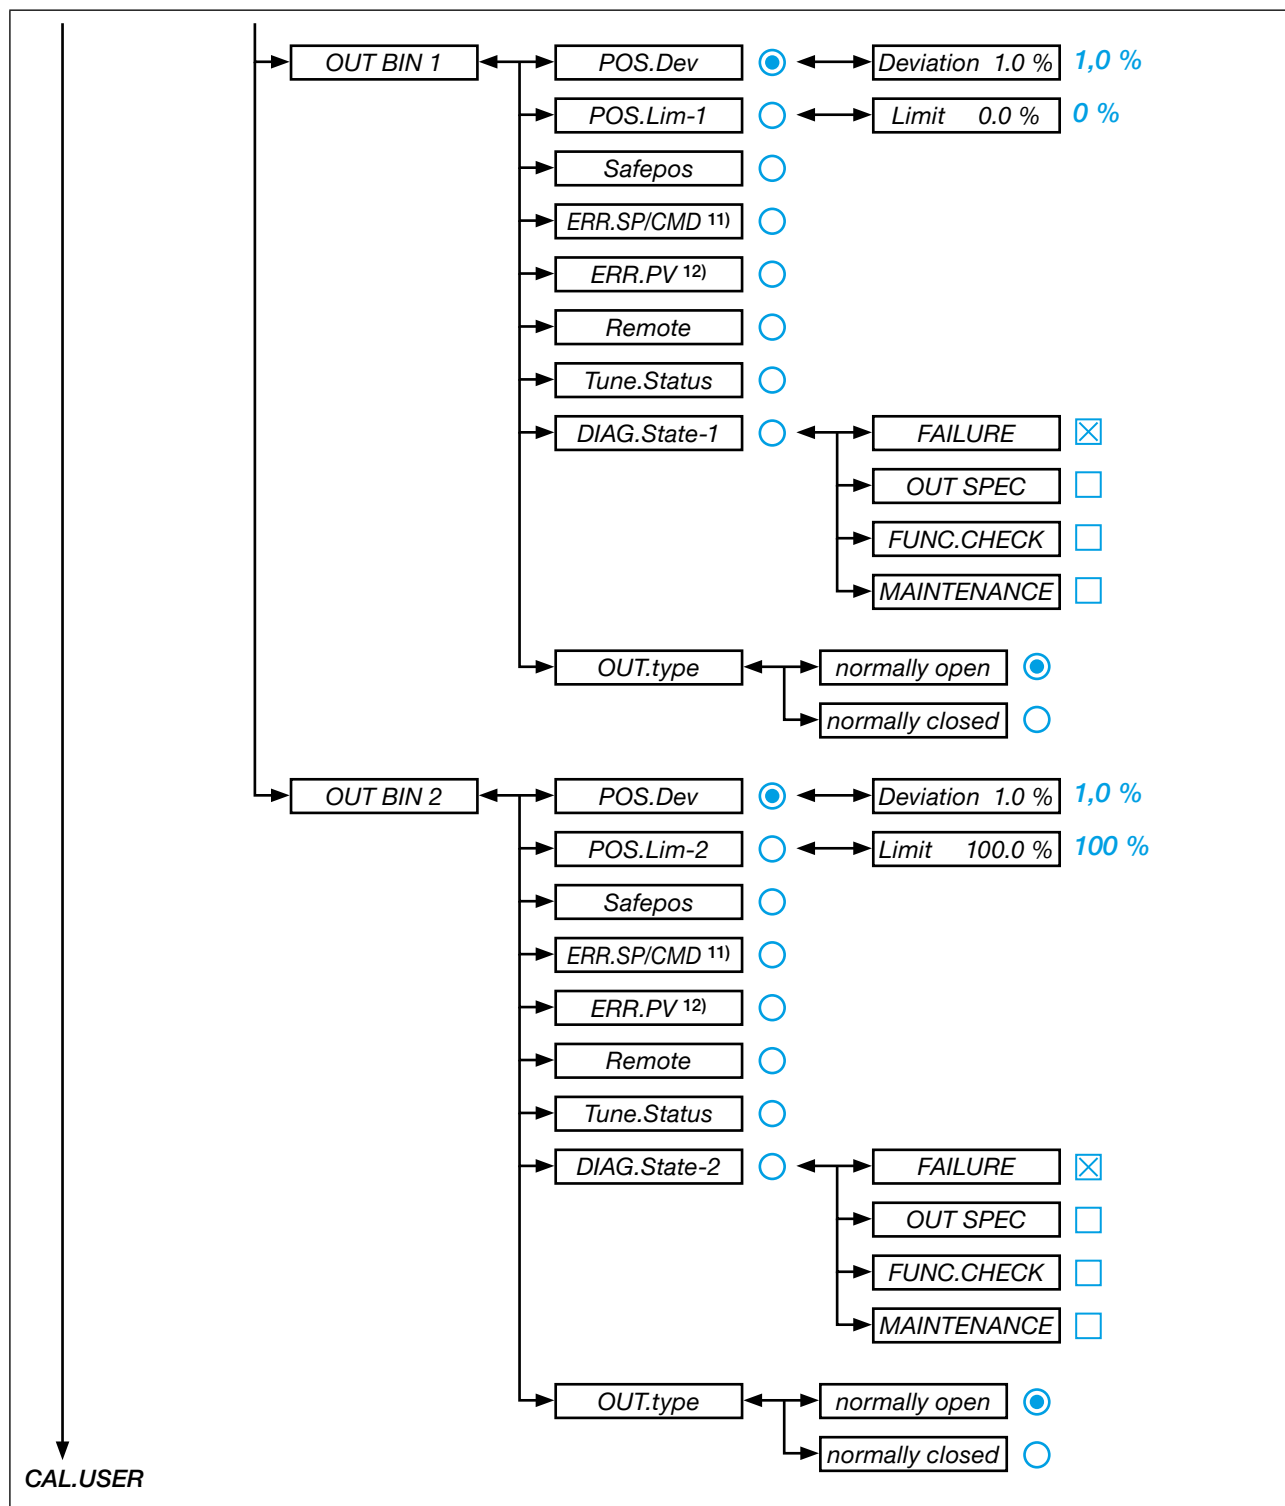 OUT BIN 1 POS.Dev Deviation 1.0 % 1,0 %
POS.Lim-1 Limit 0.0 % 0 %
Safepos
ERR.SP/CMD 11)
ERR.PV 12)
Remote
Tune.Status
DIAG.State-1 FAILURE
OUT SPEC
FUNC.CHECK
MAINTENANCE
OUT.type normally open
normally closed
OUT BIN 2 POS.Dev Deviation 1.0 % 1,0 %
POS.Lim-2 Limit 100.0 % 100 %
Safepos
ERR.SP/CMD 11)
ERR.PV 12)
Remote
Tune.Status
DIAG.State-2 FAILURE
OUT SPEC
FUNC.CHECK
MAINTENANCE
OUT.type normally open
normally closed
CAL.USER